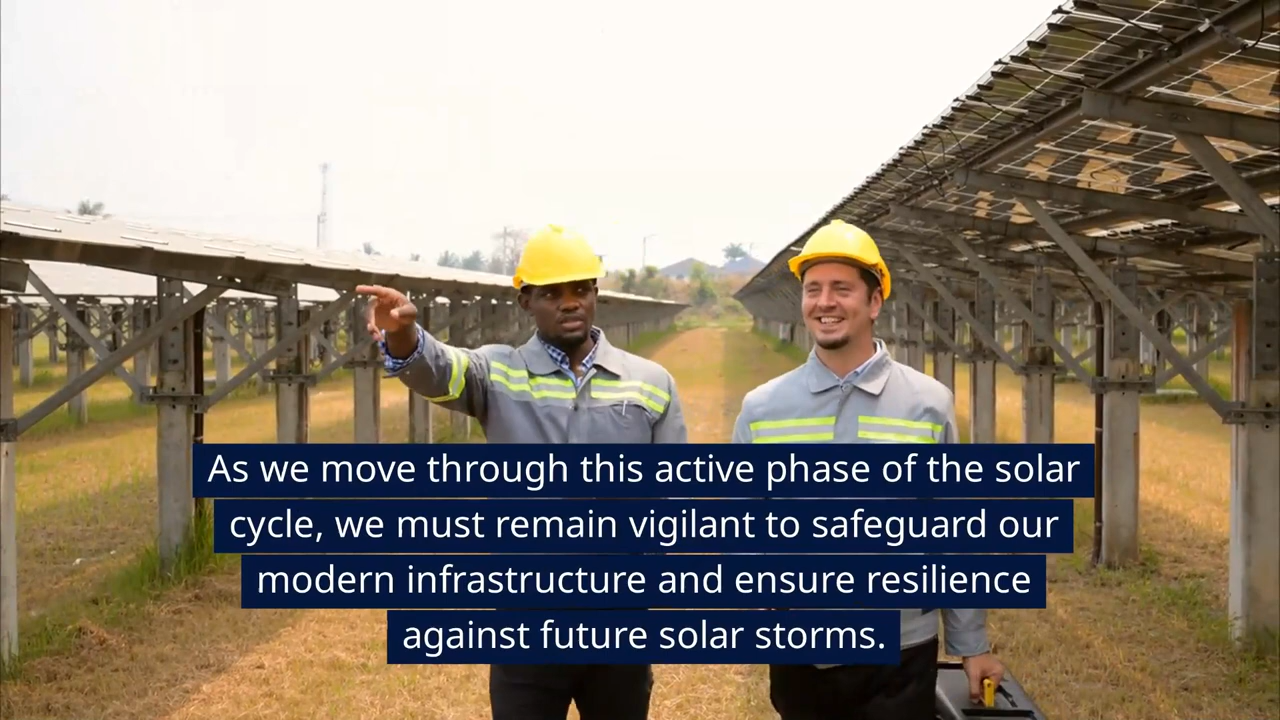 As we move through this active phase of the solar
cycle, we must remain vigilant to safeguard our
modern infrastructure and ensure resilience
against future solar storms.